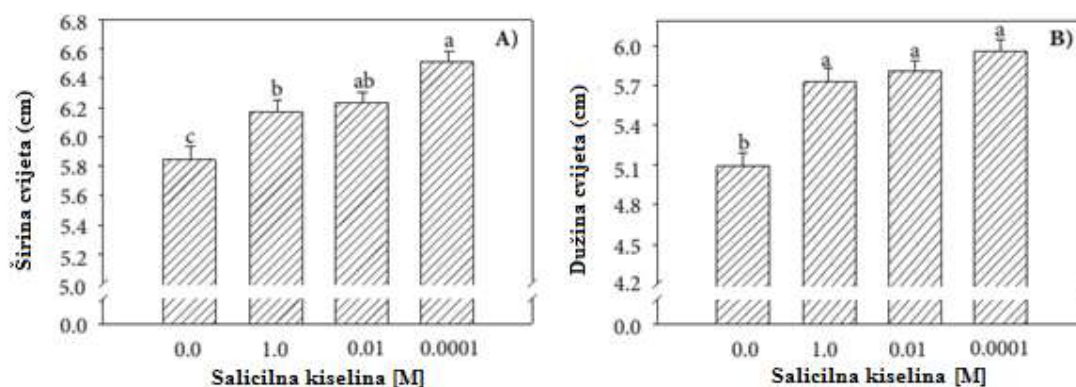 A)
Širina cvijeta (cm)
6.8
6.6
6.4
6.2
6.0
5.8
5.6
5.4
5.2
5.0
0.0
c
b
ab
a
0.0 1.0 0.01 0.0001
Salicilna kiselina [M]
B)
Dužina cvijeta (cm)
6.0
5.7
5.4
5.1
4.8
4.5
4.2
0.0
b
a
a
a
0.0 1.0 0.01 0.0001
Salicilna kiselina [M]